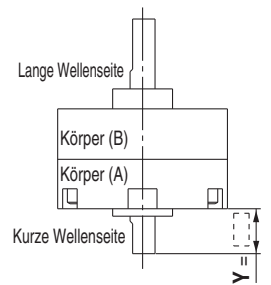 Lange Wellenseite
Körper (B)
Körper (A)
Kurze Wellenseite
Y =